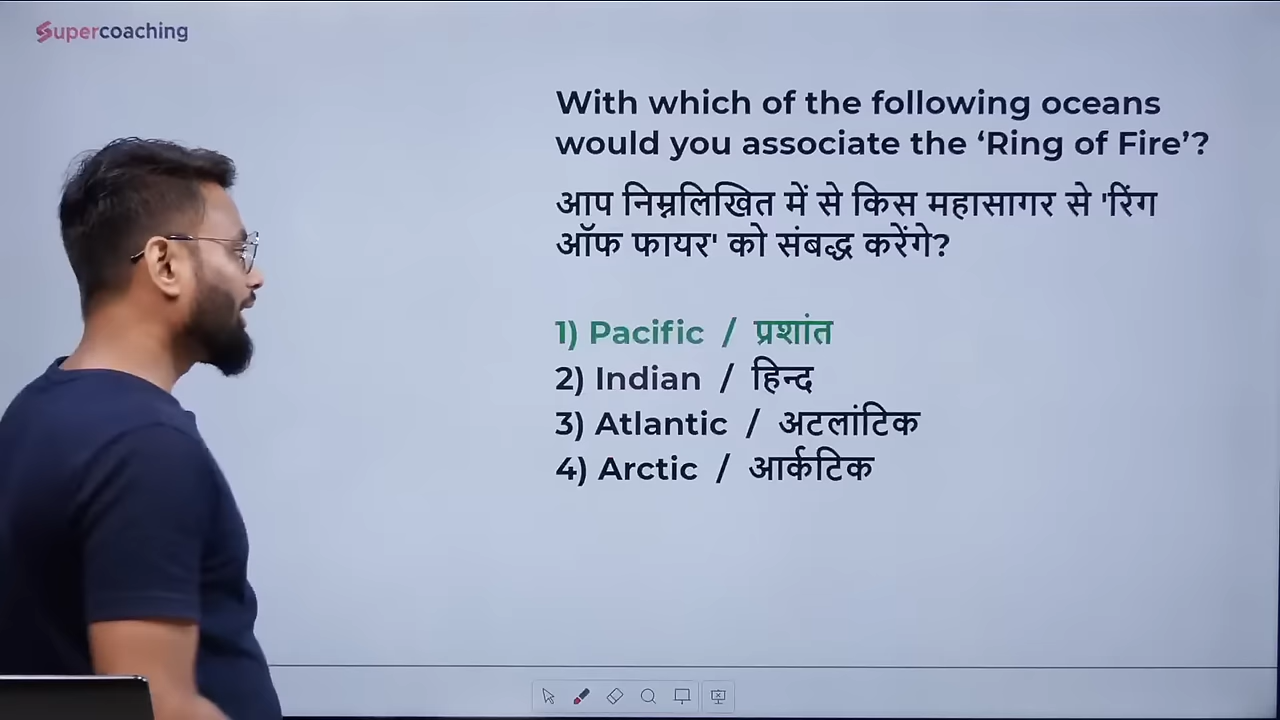 Supercoaching
With which of the following oceans
would you associate the ‘Ring of Fire’?
आप निम्नलिखित में से किस महासागर से 'रिंग
ऑफ फायर' को संबद्ध करेंगे?
1) Pacific / प्रशांत
2) Indian / हिन्द
3) Atlantic / अटलांटिक
4) Arctic / आर्कटिक